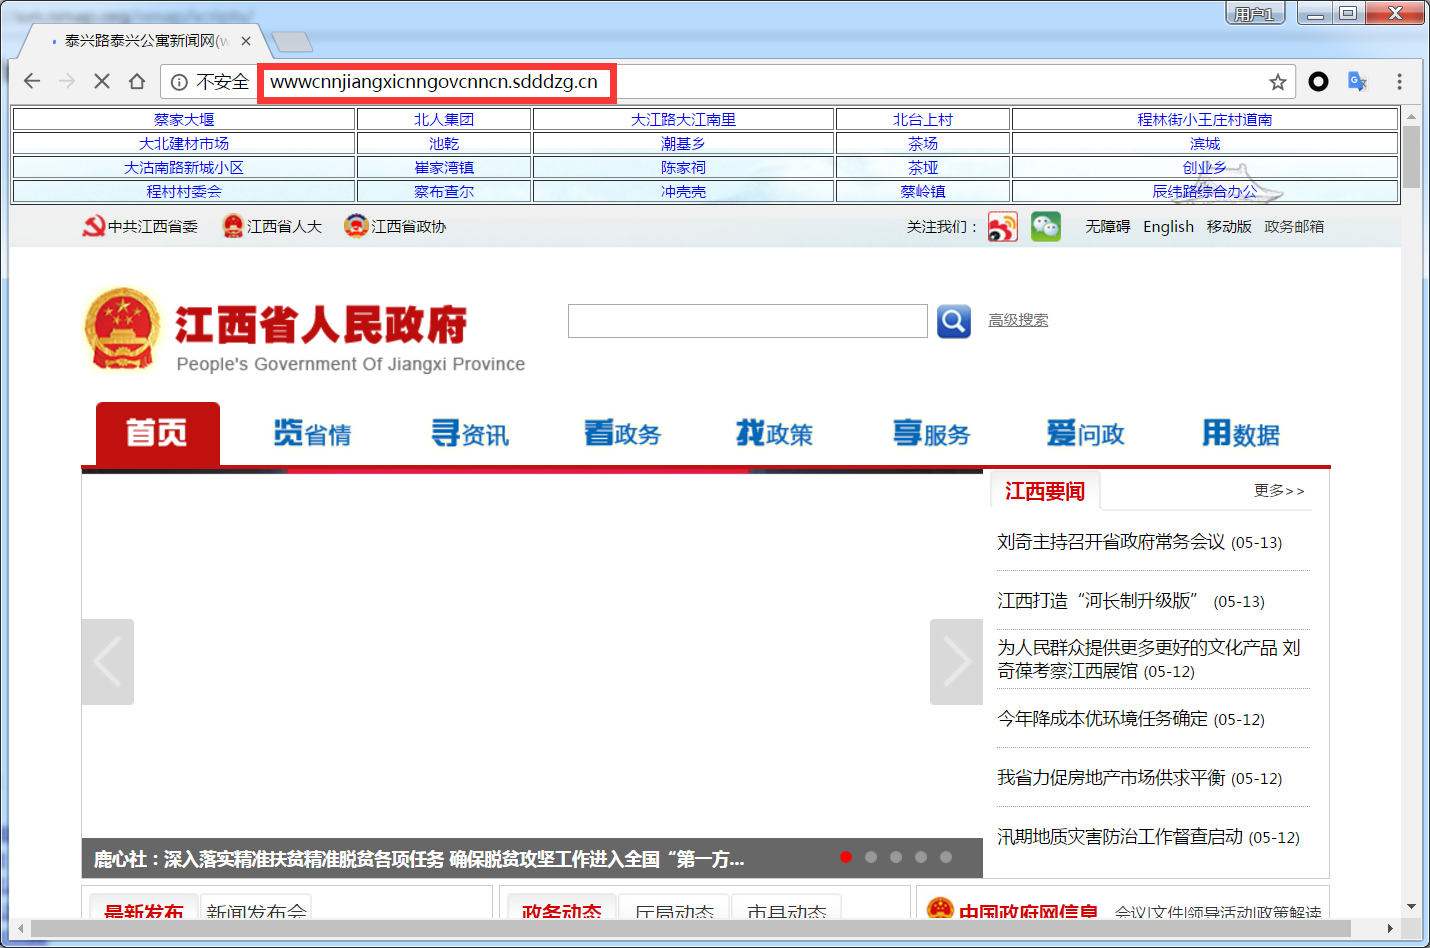 用户1
泰兴路泰兴公寓新闻网(w
不安全 wwwcnnjiangxicnngovcnncn.sdddzg.cn
蔡家大堰 北人集团 大江路大江南里 北台上村 程林街小王庄村道南
大北建材市场 池乾 潮基乡 茶场 滨城
大沽南路新城小区 崔家湾镇 陈家祠 茶垭 创业乡
程村村委会 察布查尔 冲壳壳 蔡岭镇 辰纬路综合办公
中共江西省委 江西省人大 江西省政协 关注我们： 无障碍 English 移动版 政务邮箱
江西省人民政府
People's Government Of Jiangxi Province
高级搜索
首页 览省情 寻资讯 看政务 找政策 享服务 爱问政 用数据
江西要闻 更多>>
刘奇主持召开省政府常务会议 (05-13)
江西打造“河长制升级版” (05-13)
为人民群众提供更多更好的文化产品 刘
奇葆考察江西展馆 (05-12)
今年降成本优环境任务确定 (05-12)
我省力促房地产市场供求平衡 (05-12)
汛期地质灾害防治工作督查启动 (05-12)
鹿心社：深入落实精准扶贫精准脱贫各项任务 确保脱贫攻坚工作进入全国“第一方...
最新发布 新闻发布会 政务动态 厅局动态 市县动态 中国政府网信息 会议|文件|领导活动|政策解读